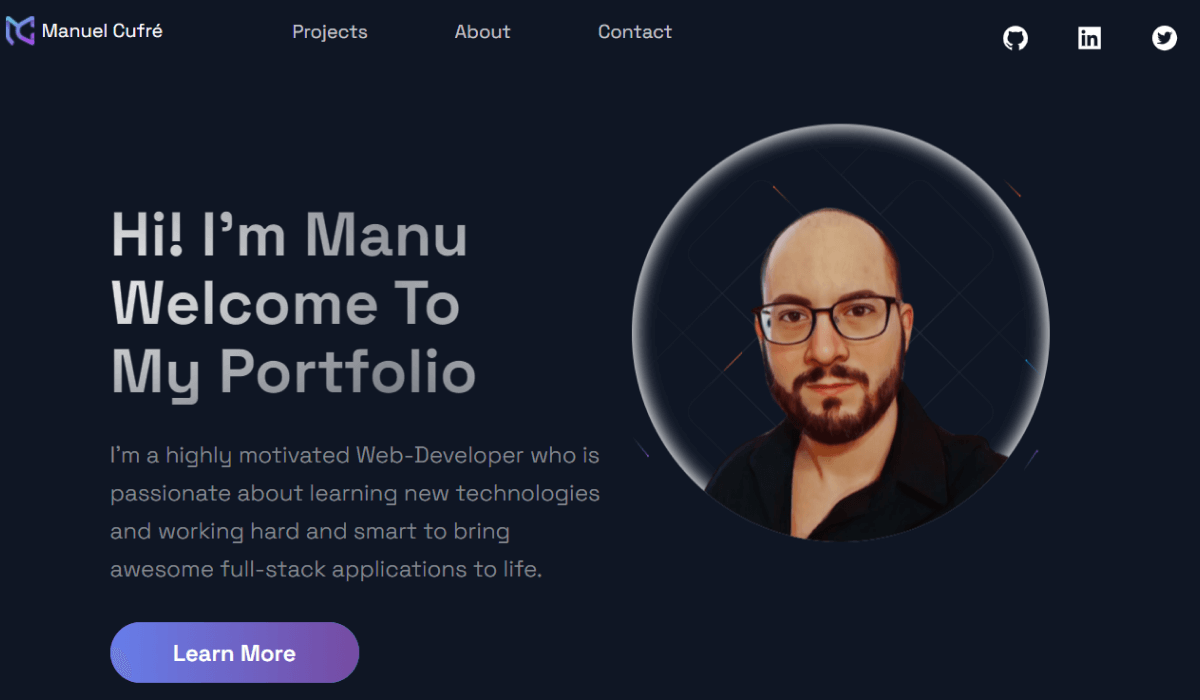 Manuel Cufré
Projects
About
Contact
Hi! I’m Manu
Welcome To
My Portfolio
I’m a highly motivated Web-Developer who is
passionate about learning new technologies
and working hard and smart to bring
awesome full-stack applications to life.
Learn More